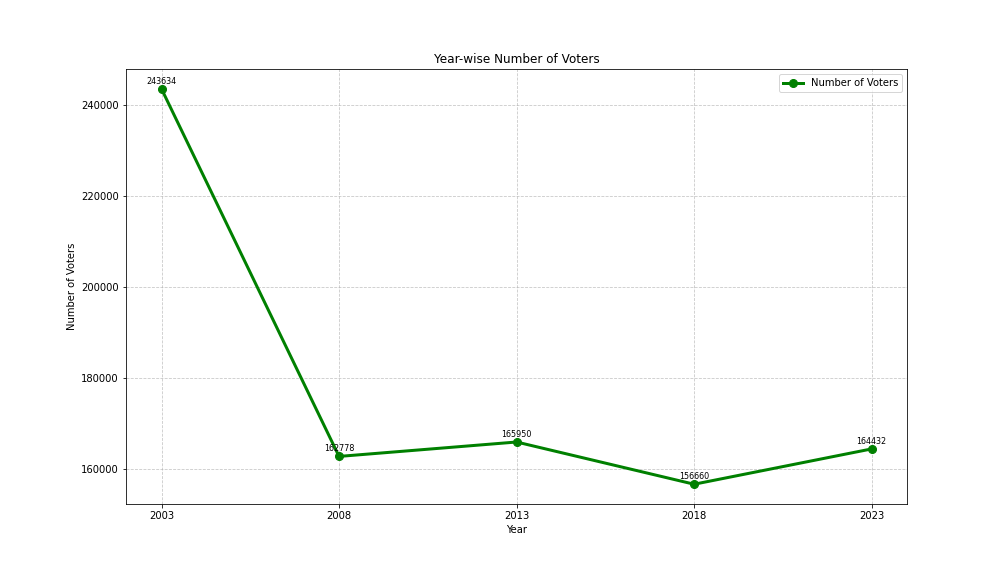 Year-wise Number of Voters
Number of Voters
243634
240000
220000
200000
Number of Voters
180000
165950
162778
164432
160000
156660
2003 2008 2013 2018 2023
Year